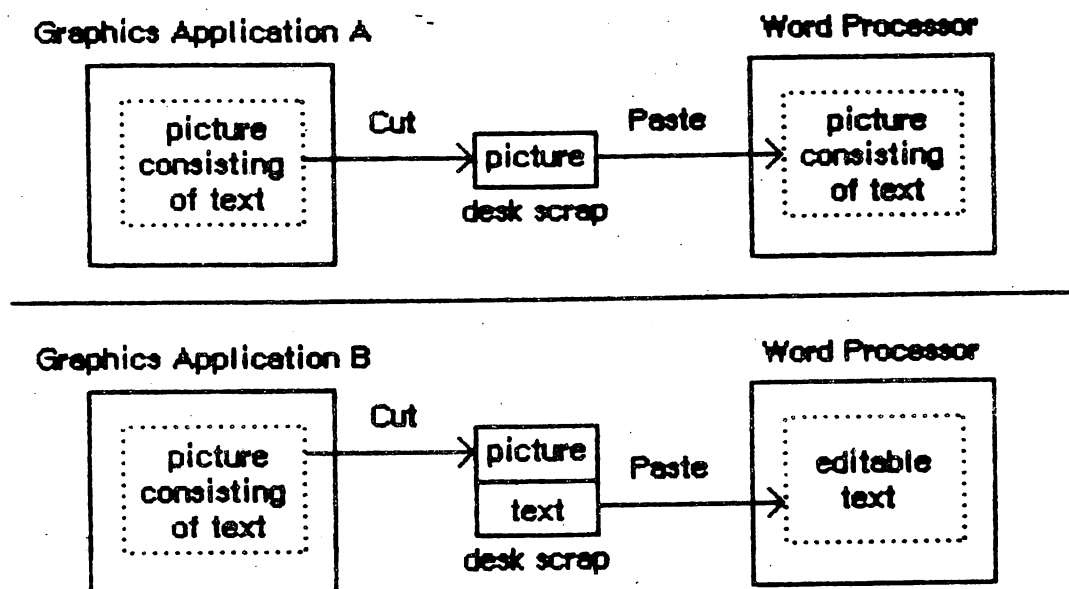 Graphics Application A
Word Processor
picture
consisting
of text
Cut
picture
desk scrap
Paste
picture
consisting
of text
Graphics Application B
Word Processor
picture
consisting
of text
Cut
picture
text
desk scrap
Paste
editable
text